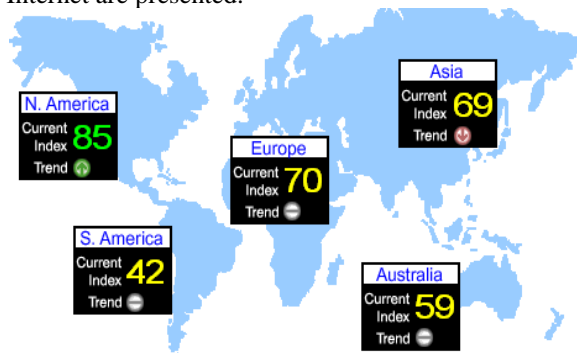 Internet are presented.
N. America
Current
Index 85
Trend
Asia
Current
Index 69
Trend
Europe
Current
Index 70
Trend
S. America
Current
Index 42
Trend
Australia
Current
Index 59
Trend